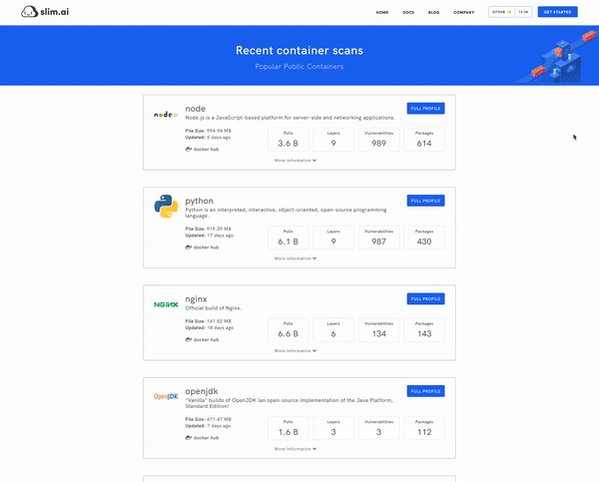 slim.ai
HOME DOCS BLOG COMPANY GITHUB GET STARTED
Recent container scans
Popular Public Containers
node
node FULL PROFILE
Node.js is a JavaScript-based platform for server-side and networking applications.
File Size: 994.94 MB
Updated: 6 days ago
docker hub
Pulls Layers Vulnerabilities Packages
3.6 B 9 989 614
More Information
python FULL PROFILE
Python is an interpreted, interactive, object-oriented, open-source programming
language.
File Size: 919.39 MB
Updated: 17 days ago
docker hub
Pulls Layers Vulnerabilities Packages
6.1 B 9 987 430
More Information
NGINX
nginx FULL PROFILE
Official build of Nginx.
File Size: 141.52 MB
Updated: 18 days ago
docker hub
Pulls Layers Vulnerabilities Packages
6.6 B 6 134 143
More Information
OpenJDK
openjdk FULL PROFILE
"Vanilla" builds of OpenJDK (an open-source implementation of the Java Platform,
Standard Edition)
File Size: 471.47 MB
Updated: 7 days ago
docker hub
Pulls Layers Vulnerabilities Packages
1.6 B 3 3 112
More Information